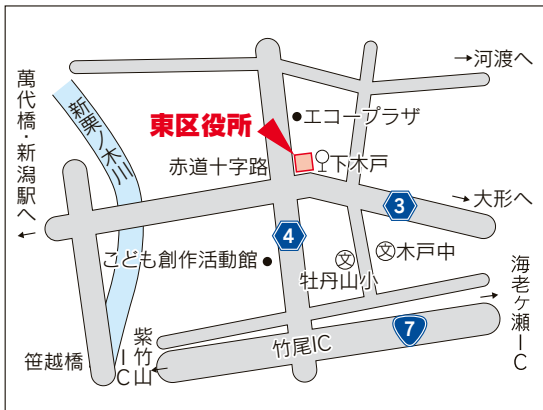 →河渡へ
萬代橋・新潟駅へ
←
新栗ノ木川
エコープラザ
東区役所
赤道十字路
下木戸
3
→大形へ
4
こども創作活動館
文
牡丹山小
文木戸中
海老ヶ瀬IC
→
7
竹尾IC
笹越橋
紫竹山IC
←